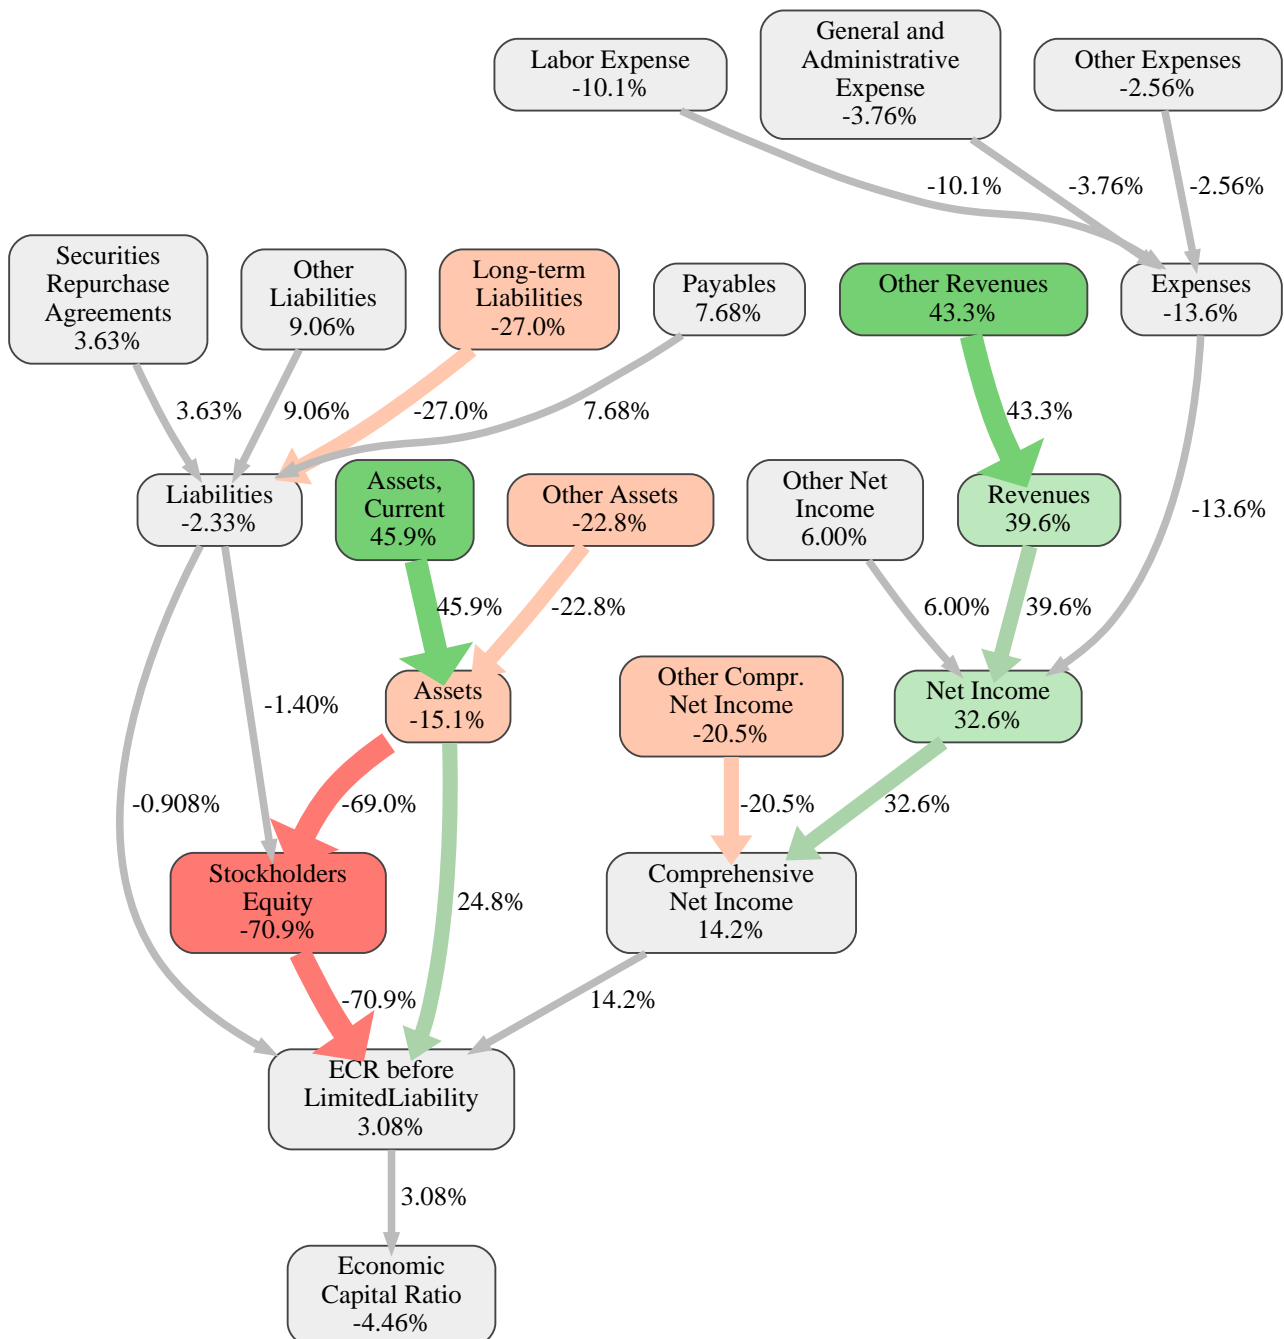 Labor Expense
-10.1%
General and
Administrative
Expense
-3.76%
Other Expenses
-2.56%
-10.1%
-3.76%
-2.56%
Securities
Repurchase
Agreements
3.63%
Other
Liabilities
9.06%
Long-term
Liabilities
-27.0%
Payables
7.68%
Other Revenues
43.3%
Expenses
-13.6%
3.63%
9.06%
-27.0%
7.68%
43.3%
-13.6%
Liabilities
-2.33%
Assets,
Current
45.9%
Other Assets
-22.8%
Other Net
Income
6.00%
Revenues
39.6%
45.9%
-22.8%
6.00%
39.6%
-1.40%
Assets
-15.1%
Other Compr.
Net Income
-20.5%
Net Income
32.6%
-0.908%
-69.0%
-20.5%
32.6%
Stockholders
Equity
-70.9%
24.8%
Comprehensive
Net Income
14.2%
-70.9%
14.2%
ECR before
LimitedLiability
3.08%
3.08%
Economic
Capital Ratio
-4.46%